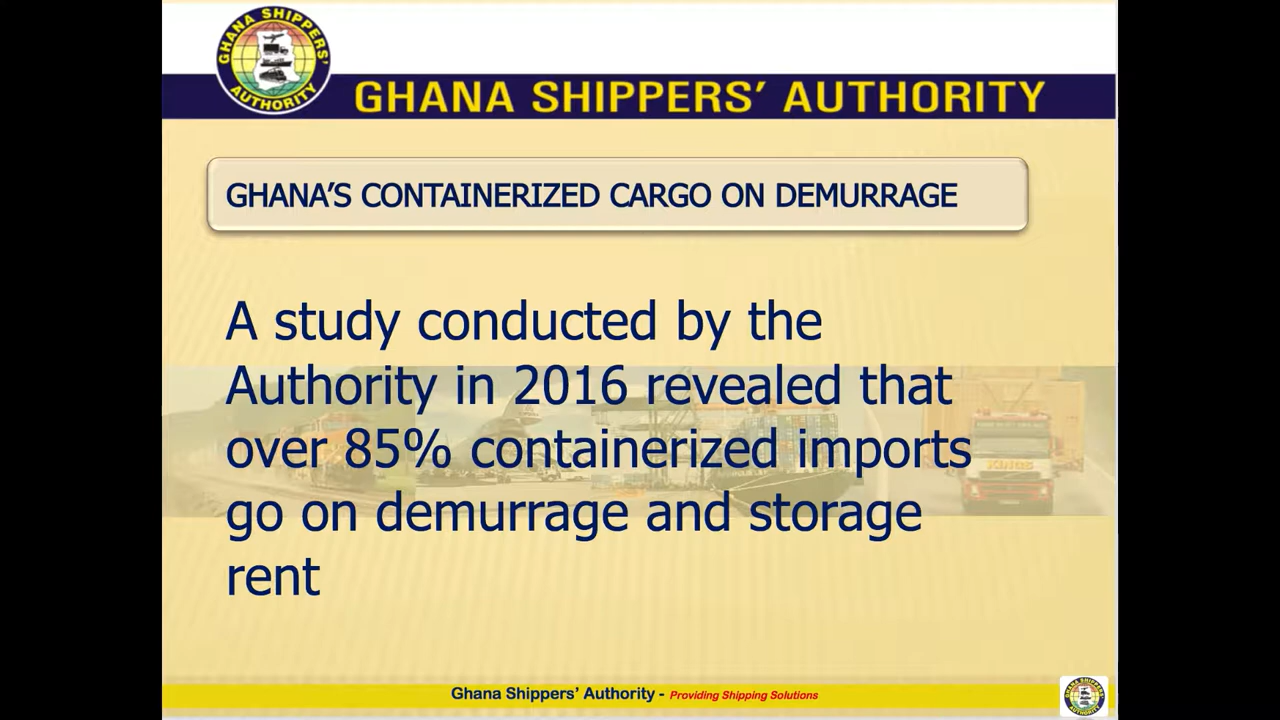 GHANA SHIPPERS' AUTHORITY
GHANA SHIPPERS' AUTHORITY
GHANA'S CONTAINERIZED CARGO ON DEMURRAGE
A study conducted by the
Authority in 2016 revealed that
over 85% containerized imports
go on demurrage and storage
rent
KINGS
Ghana Shippers' Authority - Providing Shipping Solutions